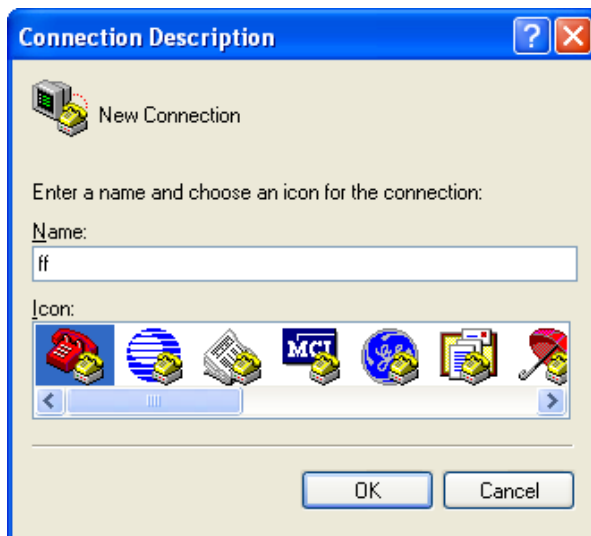 Connection Description
New Connection
Enter a name and choose an icon for the connection:
Name:
ff
Icon:
MCI
OK
Cancel